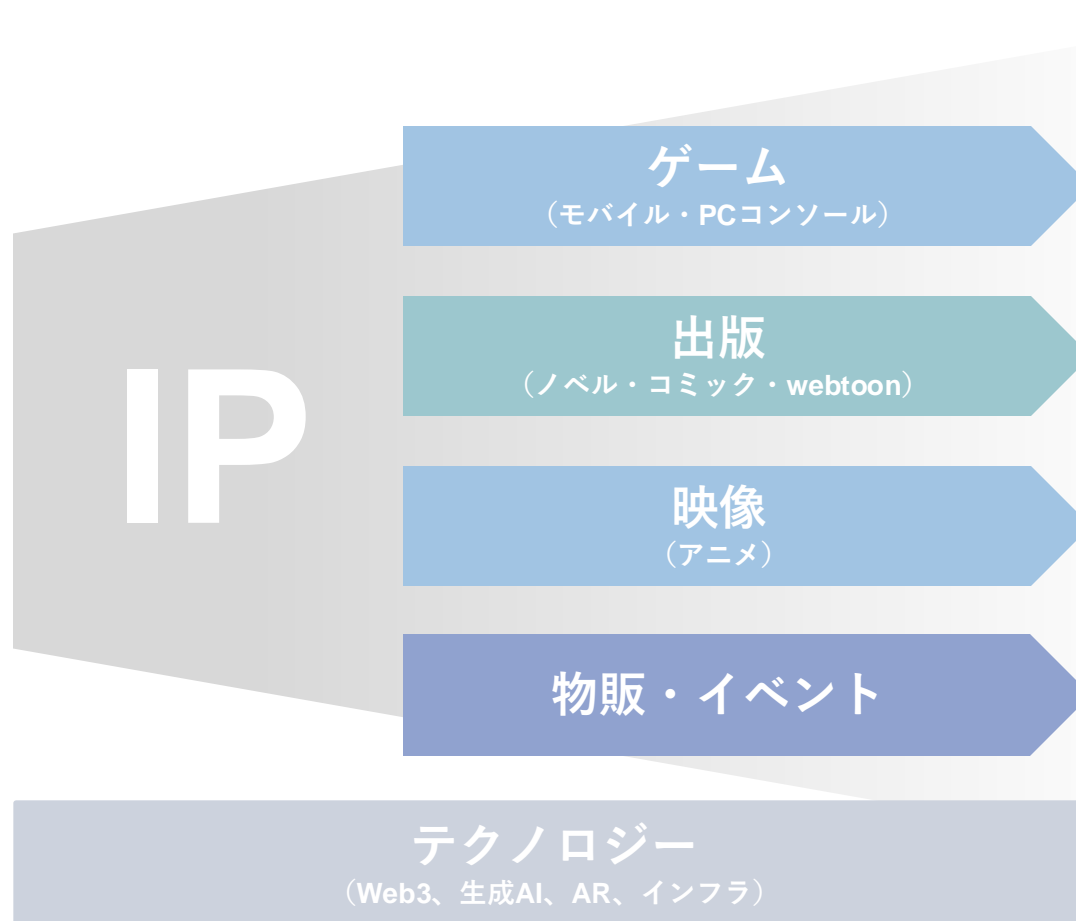 IP
ゲーム
（モバイル・PCコンソール）
出版
（ノベル・コミック・webtoon）
映像
（アニメ）
物販・イベント
テクノロジー
（Web3、生成AI、AR、インフラ）